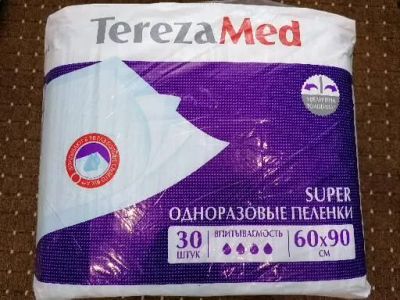 TerezaMed
SUPER
ОДНОРАЗОВЫЕ ПЕЛЕНКИ
30
ШТУК
ВПИТЫВАЕМОСТЬ
60x90
СМ